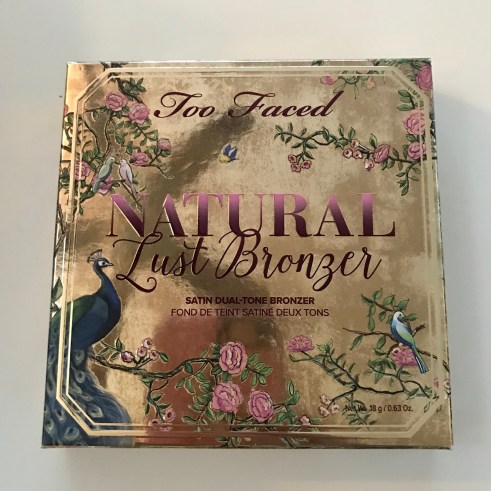 Too Faced
NATURAL
Lust Bronzer
SATIN DUAL-TONE BRONZER
FOND DE TEINT SATINÉ DEUX TONS
Net Wt. 18 g / 0.63 Oz.